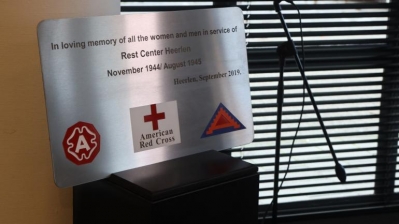 In loving memory of all the women and men in service of
Rest Center Heerlen
November 1944/ August 1945
Heerlen, September 2019.
A
American
Red Cross